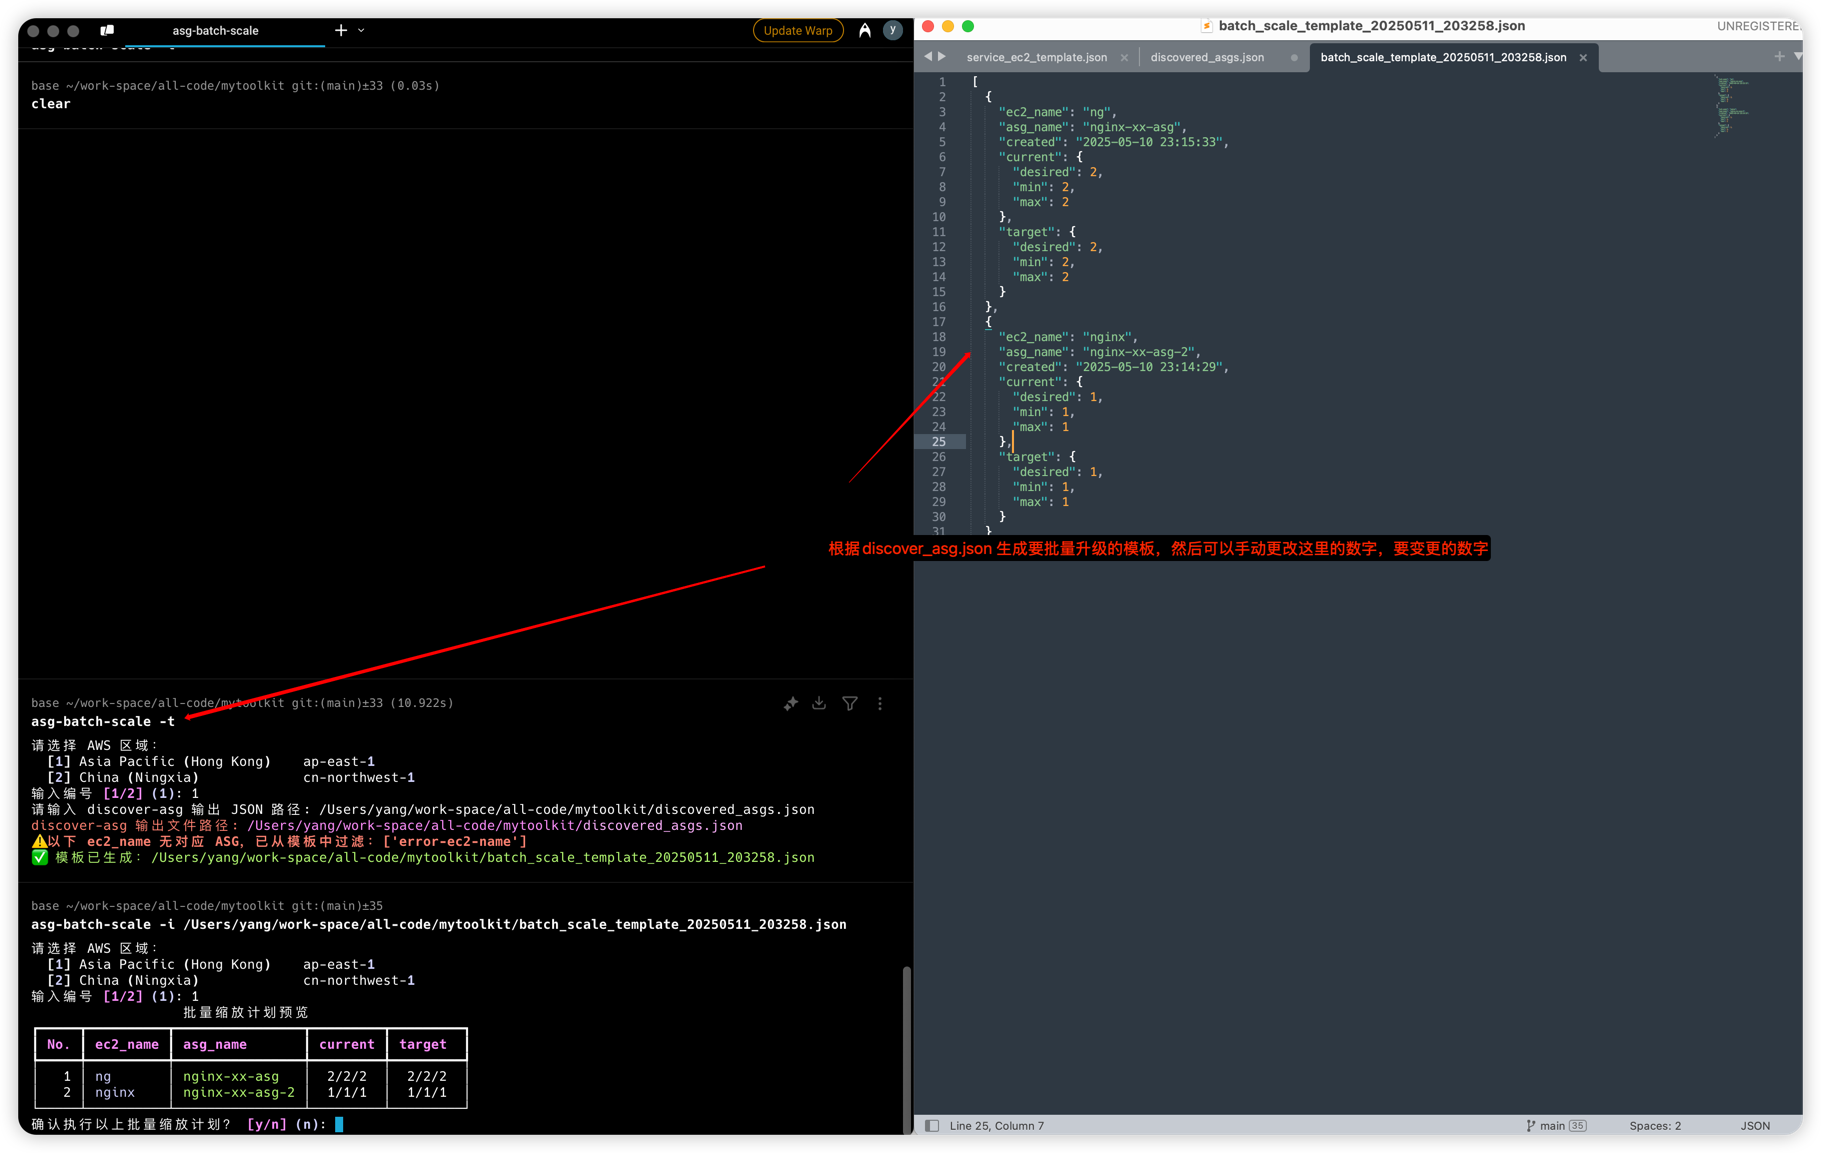 asg-batch-scale
Update Warp
y
base ~/work-space/all-code/mytoolkit git:(main)±33 (0.03s)
clear
base ~/work-space/all-code/mytoolkit git:(main)±33 (10.922s)
asg-batch-scale -t
请选择 AWS 区域:
[1] Asia Pacific (Hong Kong) ap-east-1
[2] China (Ningxia) cn-northwest-1
输入编号 [1/2] (1): 1
请输入 discover-asg 输出 JSON 路径: /Users/yang/work-space/all-code/mytoolkit/discovered_asgs.json
discover-asg 输出文件路径: /Users/yang/work-space/all-code/mytoolkit/discovered_asgs.json
⚠️以下 ec2_name 无对应 ASG, 已从模板中过滤: ['error-ec2-name']
✅ 模板已生成: /Users/yang/work-space/all-code/mytoolkit/batch_scale_template_20250511_203258.json
base ~/work-space/all-code/mytoolkit git:(main)±35
asg-batch-scale -i /Users/yang/work-space/all-code/mytoolkit/batch_scale_template_20250511_203258.json
请选择 AWS 区域:
[1] Asia Pacific (Hong Kong) ap-east-1
[2] China (Ningxia) cn-northwest-1
输入编号 [1/2] (1): 1
批量缩放计划预览
No. ec2_name asg_name current target
1 ng nginx-xx-asg 2/2/2 2/2/2
2 nginx nginx-xx-asg-2 1/1/1 1/1/1
确认执行以上批量缩放计划? [y/n] (n):
batch_scale_template_20250511_203258.json
UNREGISTERE
service_ec2_template.json
discovered_asgs.json
batch_scale_template_20250511_203258.json
1 [
2 {
3 "ec2_name": "ng",
4 "asg_name": "nginx-xx-asg",
5 "created": "2025-05-10 23:15:33",
6 "current": {
7 "desired": 2,
8 "min": 2,
9 "max": 2
10 },
11 "target": {
12 "desired": 2,
13 "min": 2,
14 "max": 2
15 }
16 },
17 {
18 "ec2_name": "nginx",
19 "asg_name": "nginx-xx-asg-2",
20 "created": "2025-05-10 23:14:29",
21 "current": {
22 "desired": 1,
23 "min": 1,
24 "max": 1
25 },
26 "target": {
27 "desired": 1,
28 "min": 1,
29 "max": 1
30 }
31 }
根据discover_asg.json 生成要批量升级的模板，然后可以手动更改这里的数字，要变更的数字
Line 25, Column 7
main 35
Spaces: 2
JSON